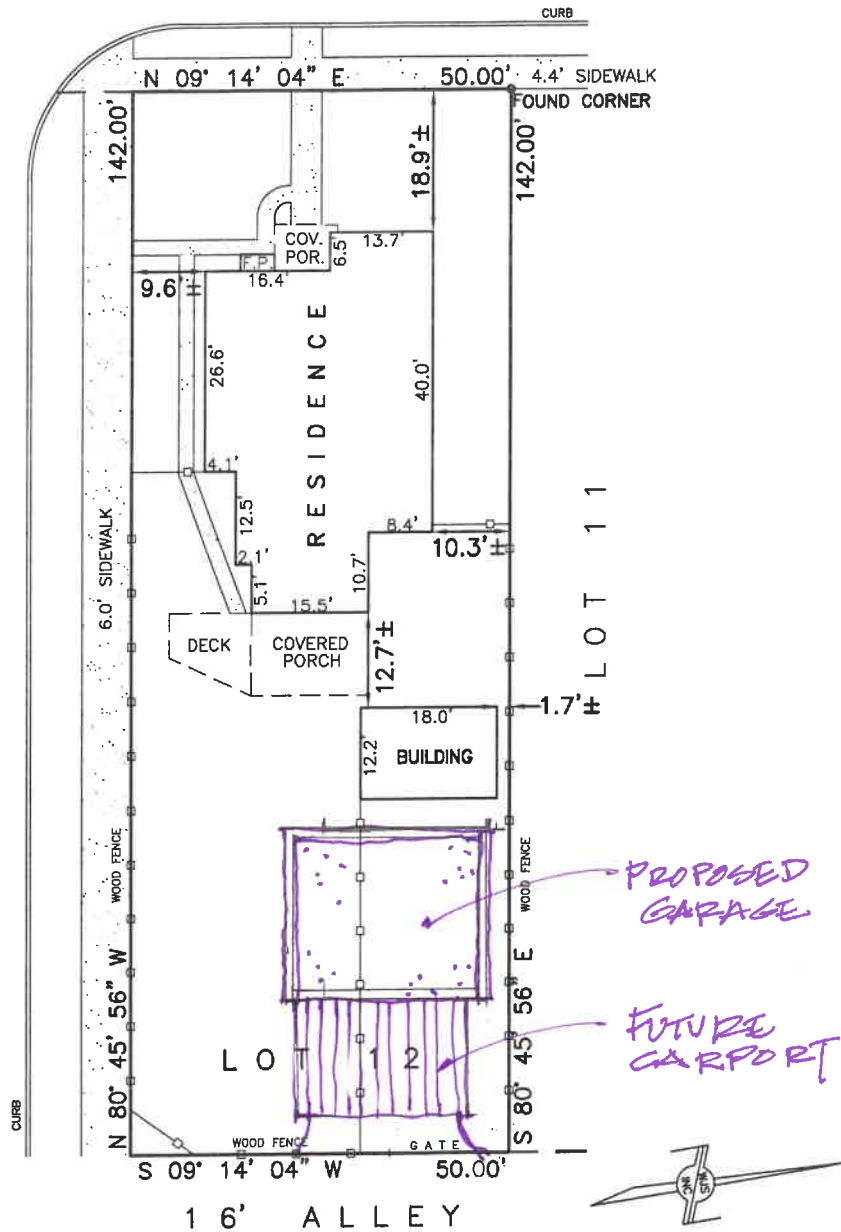 CURB
N 09° 14' 04" E 50.00' 4.4' SIDEWALK
FOUND CORNER
142.00'
18.9'±
142.00'
COV.
POR.
6.5'
13.7'
F.P.
16.4'
9.6'±
26.6'
RESIDENCE
40.0'
4.1'
12.5'
2.1'
5.1'
8.4'
10.3'±
10.7'
15.5'
6.0' SIDEWALK
LOT 11
DECK
COVERED
PORCH
12.7'±
1.7'±
18.0'
12.2'
BUILDING
WOOD FENCE
WOOD FENCE
PROPOSED
GARAGE
N 80° 45' 56" W
S 80° 45' 56" E
FUTURE
CARPORT
LOT 12
CURB
WOOD FENCE
GATE
S 09° 14' 04" W 50.00'
16' ALLEY
WJS
INC